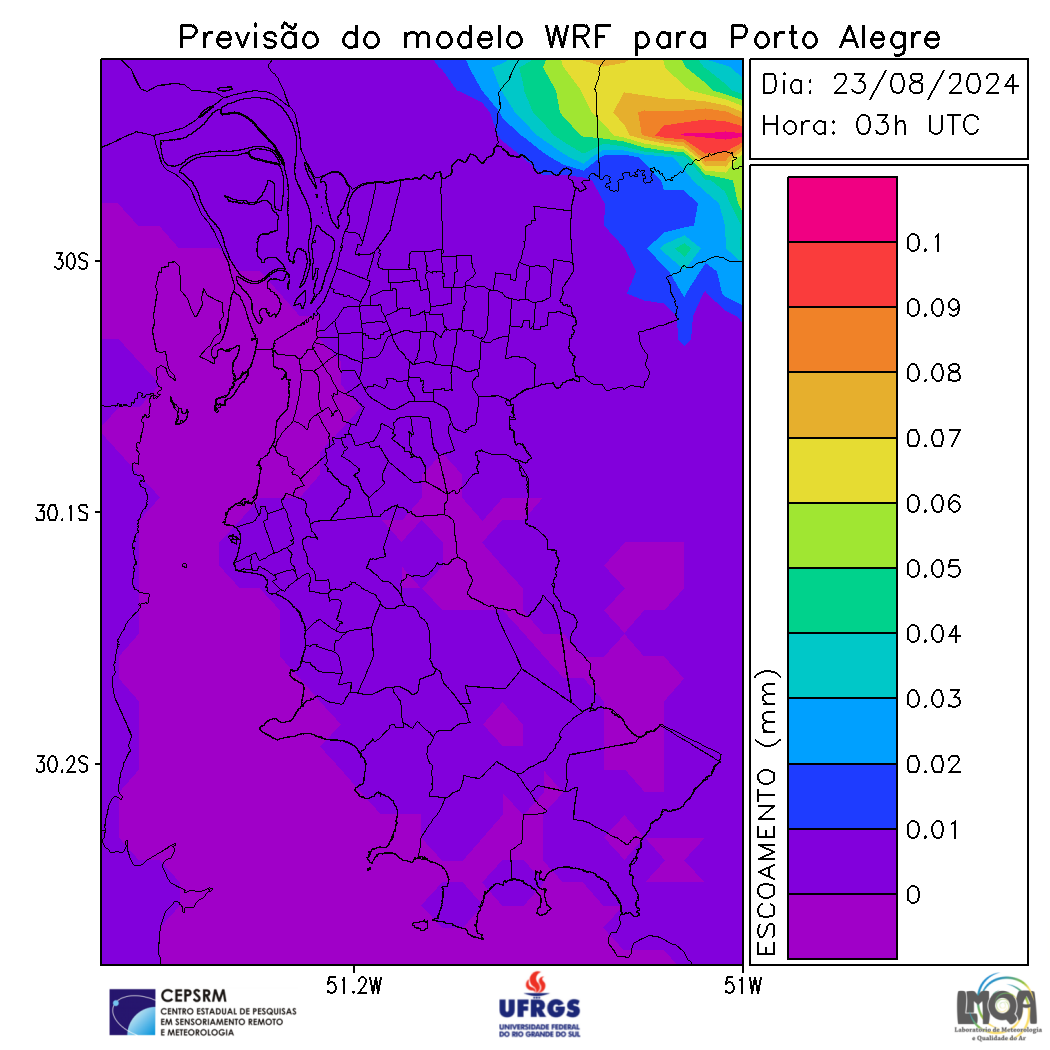 Previsão do modelo WRF para Porto Alegre
Dia: 23/08/2024
Hora: 03h UTC
30S
30.1S
30.2S
51.2W
51W
ESCOAMENTO (mm)
0.1
0.09
0.08
0.07
0.06
0.05
0.04
0.03
0.02
0.01
0
CEPSRM
CENTRO ESTADUAL DE PESQUISAS
EM SENSORIAMENTO REMOTO
E METEOROLOGIA
UFRGS
UNIVERSIDADE FEDERAL
DO RIO GRANDE DO SUL
LMQA
Laboratório de Meteorologia
e Qualidade do Ar